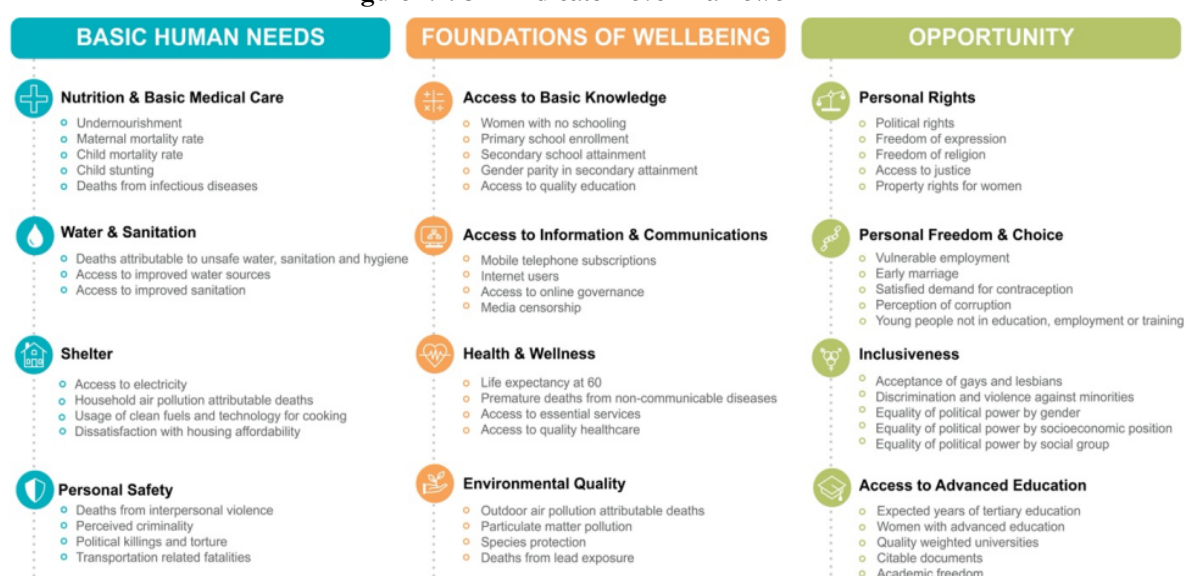 BASIC HUMAN NEEDS
Nutrition & Basic Medical Care
Undernourishment
Maternal mortality rate
Child mortality rate
Child stunting
Deaths from infectious diseases
Water & Sanitation
Deaths attributable to unsafe water, sanitation and hygiene
Access to improved water sources
Access to improved sanitation
Shelter
Access to electricity
Household air pollution attributable deaths
Usage of clean fuels and technology for cooking
Dissatisfaction with housing affordability
Personal Safety
Deaths from interpersonal violence
Perceived criminality
Political killings and torture
Transportation related fatalities
FOUNDATIONS OF WELLBEING
Access to Basic Knowledge
Women with no schooling
Primary school enrollment
Secondary school attainment
Gender parity in secondary attainment
Access to quality education
Access to Information & Communications
Mobile telephone subscriptions
Internet users
Access to online governance
Media censorship
Health & Wellness
Life expectancy at 60
Premature deaths from non-communicable diseases
Access to essential services
Access to quality healthcare
Environmental Quality
Outdoor air pollution attributable deaths
Particulate matter pollution
Species protection
Deaths from lead exposure
OPPORTUNITY
Personal Rights
Political rights
Freedom of expression
Freedom of religion
Access to justice
Property rights for women
Personal Freedom & Choice
Vulnerable employment
Early marriage
Satisfied demand for contraception
Perception of corruption
Young people not in education, employment or training
Inclusiveness
Acceptance of gays and lesbians
Discrimination and violence against minorities
Equality of political power by gender
Equality of political power by socioeconomic position
Equality of political power by social group
Access to Advanced Education
Expected years of tertiary education
Women with advanced education
Quality weighted universities
Citable documents
Academic freedom